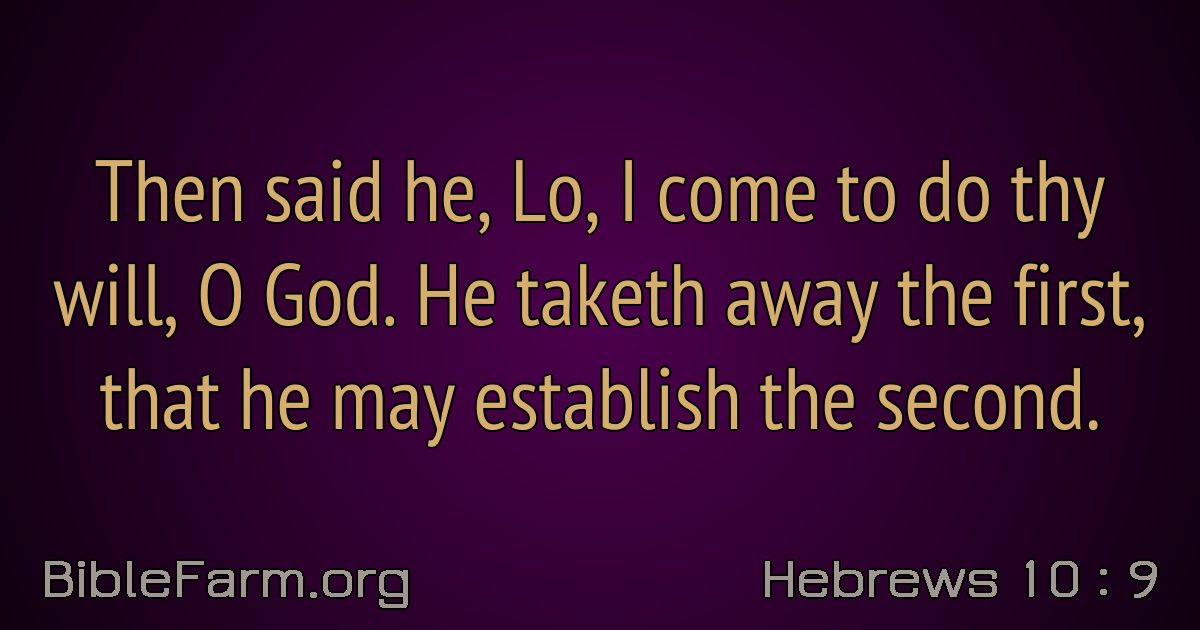 Then said he, Lo, I come to do thy
will, O God. He taketh away the first,
that he may establish the second.
BibleFarm.org
Hebrews 10 : 9